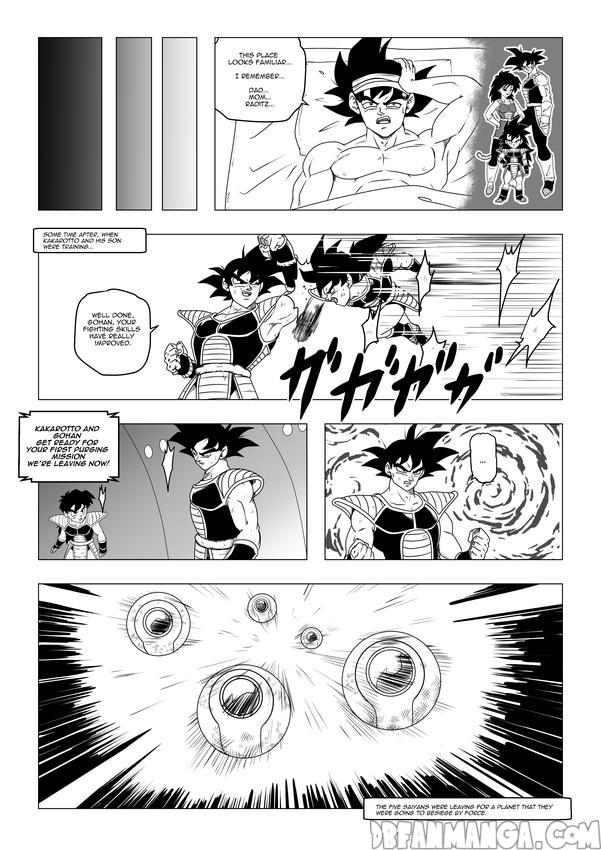 THIS PLACE
LOOKS FAMILIAR...
I REMEMBER...
DAD...
MOM...
RADITZ...
SOME TIME AFTER, WHEN
KAKAROTTO AND HIS SON
WERE TRAINING...
WELL DONE,
GOHAN, YOUR
FIGHTING SKILLS
HAVE REALLY
IMPROVED.
ガガガガ
KAKAROTTO AND
GOHAN
GET READY FOR
YOUR FIRST PURGING
MISSION
WE'RE LEAVING NOW!
...
THE FIVE SAIYANS WERE LEAVING FOR A PLANET THAT THEY
WERE GOING TO BESIEGE BY FORCE.
DBFANMANGA.COM